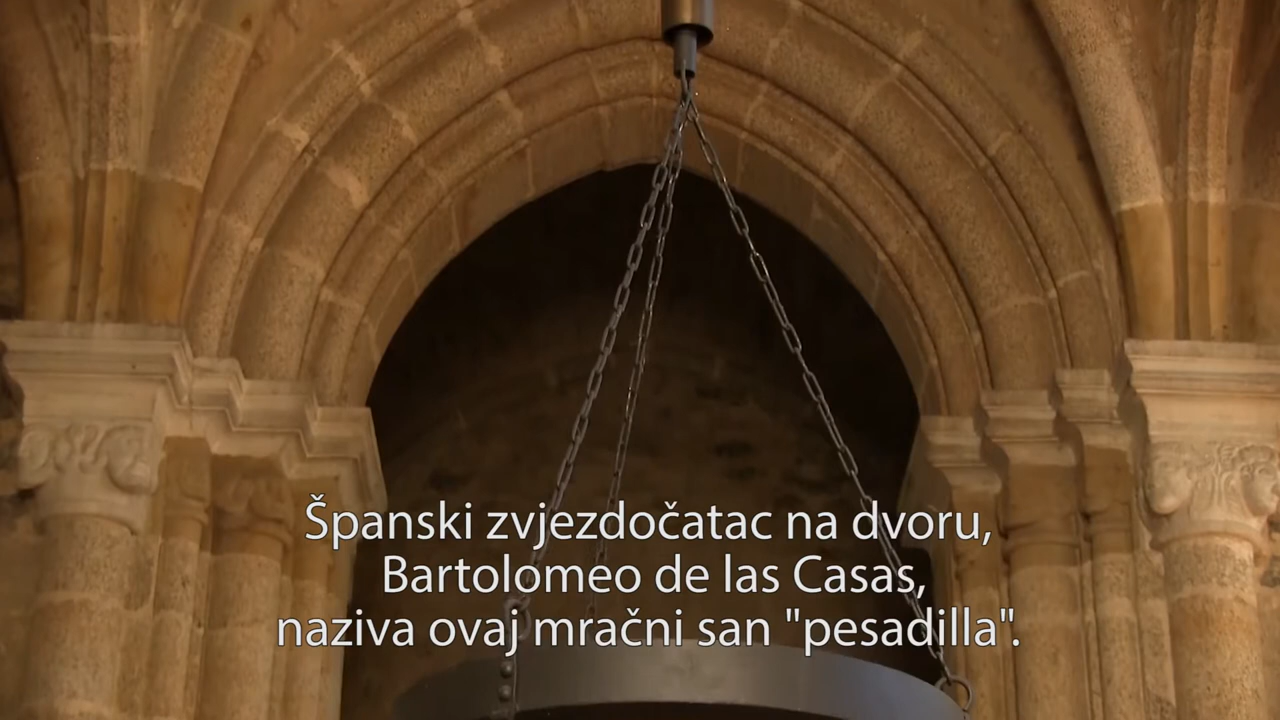 Španski zvjezdočatac na dvoru,
Bartolomeo de las Casas,
naziva ovaj mračni san "pesadilla".